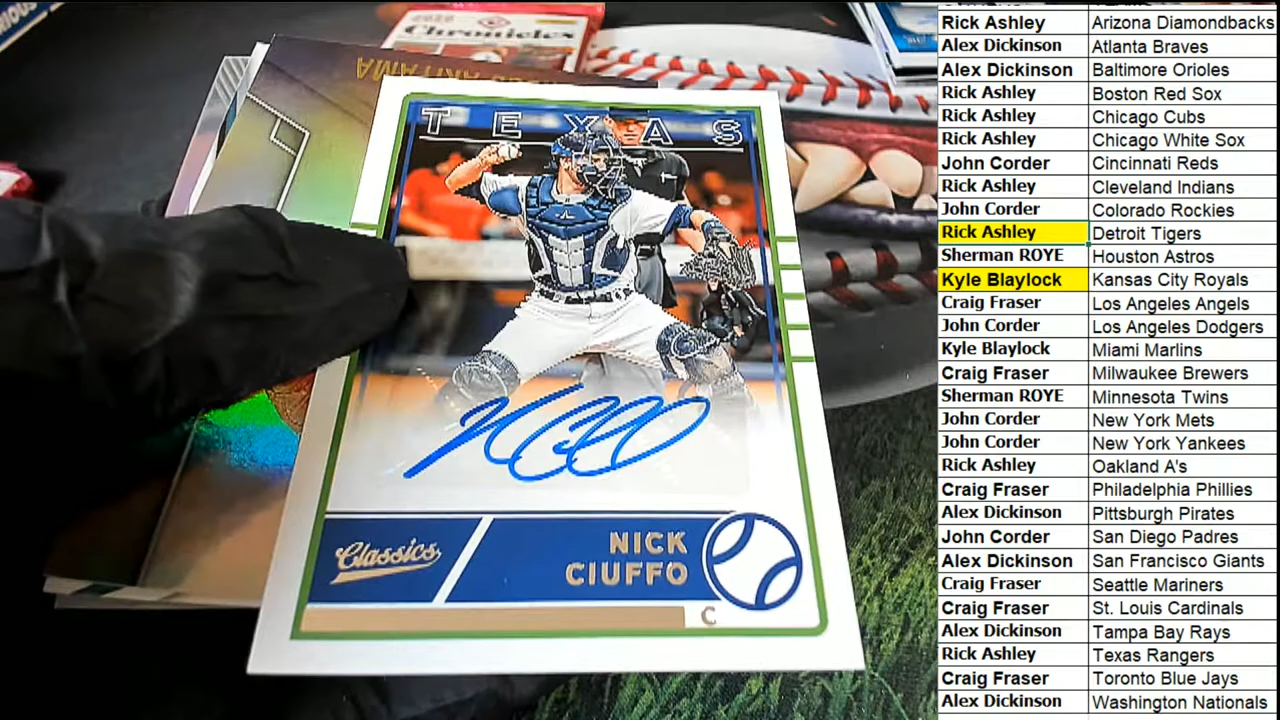 Chronicles
AKIYAMA
TEXAS
Classics
NICK
CIUFFO
C
Rick Ashley Arizona Diamondbacks
Alex Dickinson Atlanta Braves
Alex Dickinson Baltimore Orioles
Rick Ashley Boston Red Sox
Rick Ashley Chicago Cubs
Rick Ashley Chicago White Sox
John Corder Cincinnati Reds
Rick Ashley Cleveland Indians
John Corder Colorado Rockies
Rick Ashley Detroit Tigers
Sherman ROYE Houston Astros
Kyle Blaylock Kansas City Royals
Craig Fraser Los Angeles Angels
John Corder Los Angeles Dodgers
Kyle Blaylock Miami Marlins
Craig Fraser Milwaukee Brewers
Sherman ROYE Minnesota Twins
John Corder New York Mets
John Corder New York Yankees
Rick Ashley Oakland A's
Craig Fraser Philadelphia Phillies
Alex Dickinson Pittsburgh Pirates
John Corder San Diego Padres
Alex Dickinson San Francisco Giants
Craig Fraser Seattle Mariners
Craig Fraser St. Louis Cardinals
Alex Dickinson Tampa Bay Rays
Rick Ashley Texas Rangers
Craig Fraser Toronto Blue Jays
Alex Dickinson Washington Nationals